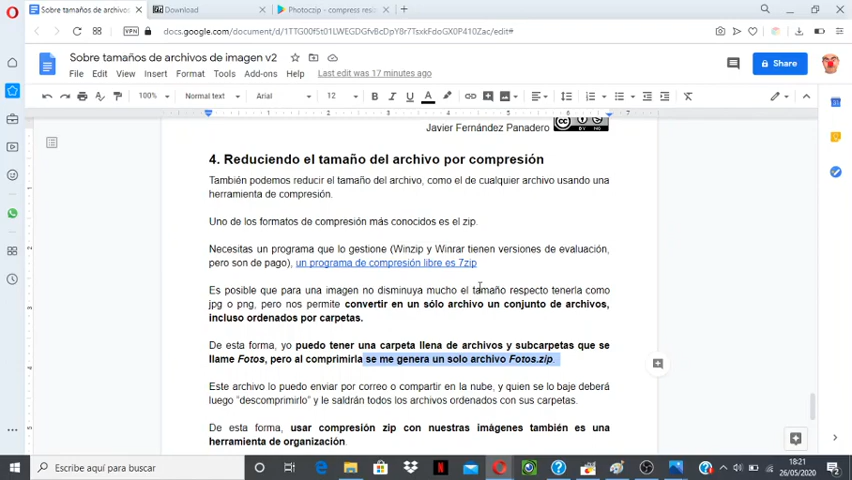 Sobre tamaños de archivos
Download
Photoczip - compress resi
VPN
docs.google.com/document/d/1TTG00f5t01LWEGDGfvBcDpY8r7TsxkFdoGX0P410Zac/edit#
Sobre tamaños de archivos de imagen v2
File Edit View Insert Format Tools Add-ons Help Last edit was 17 minutes ago
Share
100% Normal text Arial 12
Javier Fernández Panadero
4. Reduciendo el tamaño del archivo por compresión
También podemos reducir el tamaño del archivo, como el de cualquier archivo usando una
herramienta de compresión.
Uno de los formatos de compresión más conocidos es el zip.
Necesitas un programa que lo gestione (Winzip y Winrar tienen versiones de evaluación,
pero son de pago), un programa de compresión libre es 7zip
Es posible que para una imagen no disminuya mucho el tamaño respecto tenerla como
jpg o png, pero nos permite convertir en un sólo archivo un conjunto de archivos,
incluso ordenados por carpetas.
De esta forma, yo puedo tener una carpeta llena de archivos y subcarpetas que se
llame Fotos, pero al comprimirla se me genera un solo archivo Fotos.zip.
Este archivo lo puedo enviar por correo o compartir en la nube, y quien se lo baje deberá
luego "descomprimirlo" y le saldrán todos los archivos ordenados con sus carpetas.
De esta forma, usar compresión zip con nuestras imágenes también es una
herramienta de organización.
Escribe aquí para buscar
18:21
26/05/2020